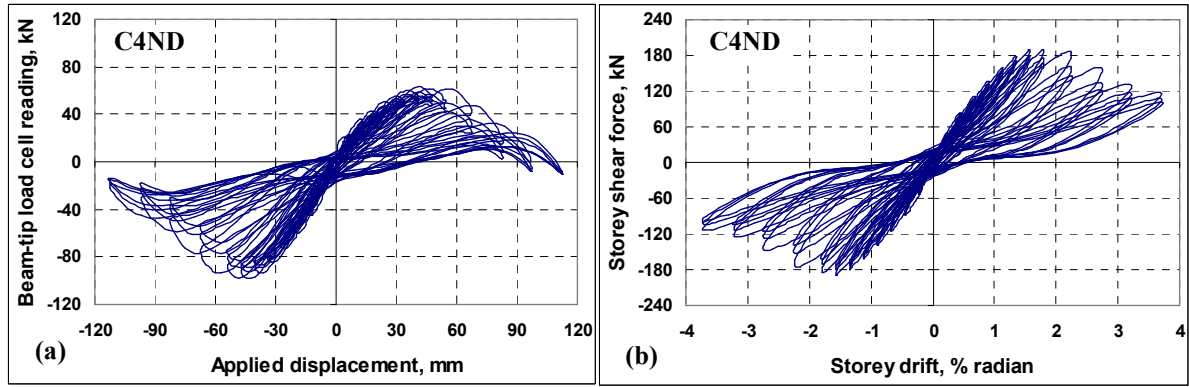 C4ND
Beam-tip load cell reading, kN
120
80
40
0
-40
-80
-120
-120 -90 -60 -30 0 30 60 90 120
Applied displacement, mm
(a)
C4ND
Storey shear force, kN
240
180
120
60
0
-60
-120
-180
-240
-4 -3 -2 -1 0 1 2 3 4
Storey drift, % radian
(b)